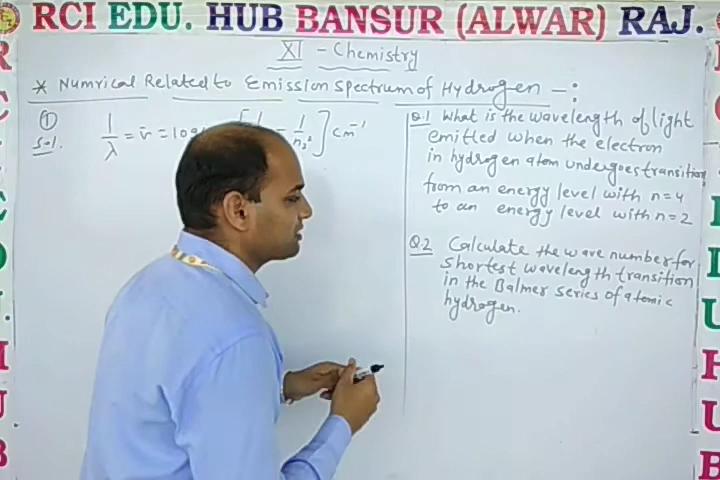 RCI EDU. HUB BANSUR (ALWAR) RAJ.
XI - Chemistry
* Numrical Related to Emission Spectrum of Hydrogen -:
①
Sol.
1/λ = ν̄ = 109 [1 - 1/n₂²] cm⁻¹
Q.1 What is the wavelength of light
emitted when the electron
in hydrogen atom undergoes transition
from an energy level with n=4
to an energy level with n=2
Q.2 Calculate the wave number for
shortest wavelength transition
in the Balmer series of atomic
hydrogen.